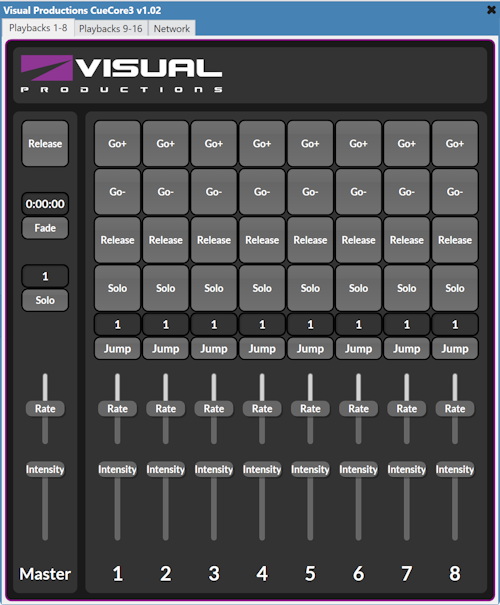 Visual Productions CueCore3 v1.02
Playbacks 1-8 Playbacks 9-16 Network
VISUAL
PRODUCTIONS
Release Go+ Go+ Go+ Go+ Go+ Go+ Go+ Go+
Go- Go- Go- Go- Go- Go- Go- Go-
0:00:00
Fade Release Release Release Release Release Release Release Release
1 Solo Solo Solo Solo Solo Solo Solo Solo
Solo
1 1 1 1 1 1 1 1
Jump Jump Jump Jump Jump Jump Jump Jump
Rate Rate Rate Rate Rate Rate Rate Rate Rate
Intensity Intensity Intensity Intensity Intensity Intensity Intensity Intensity Intensity
Master 1 2 3 4 5 6 7 8